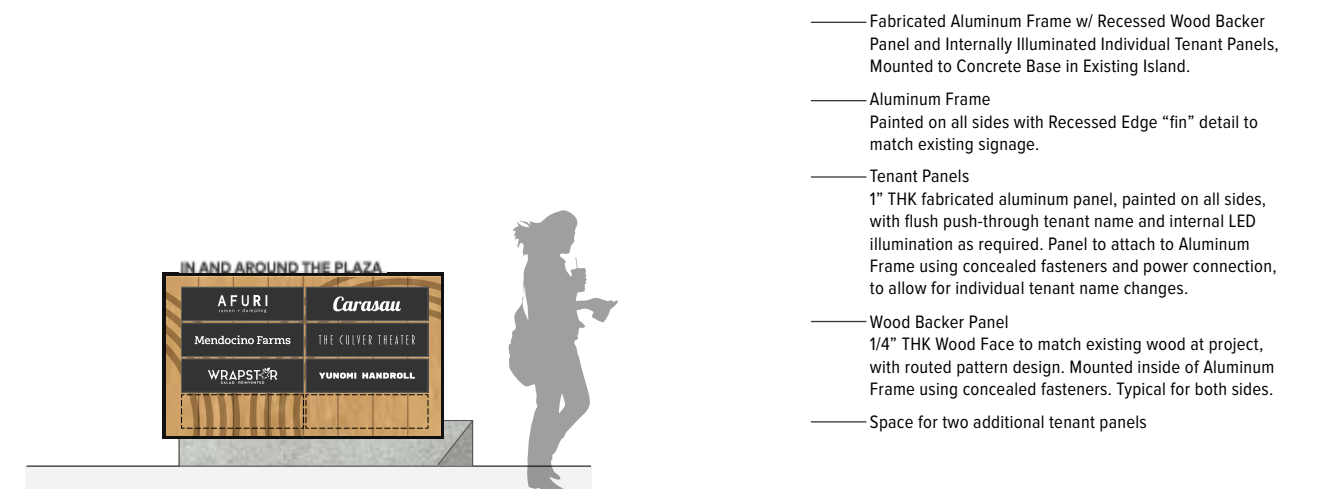 IN AND AROUND THE PLAZA
AFURI
ramen + dumpling
Carasau
Mendocino Farms
THE CULVER THEATER
WRAPSTAR
SALAD REINVENTED
YUNOMI HANDROLL
Fabricated Aluminum Frame w/ Recessed Wood Backer
Panel and Internally Illuminated Individual Tenant Panels,
Mounted to Concrete Base in Existing Island.
Aluminum Frame
Painted on all sides with Recessed Edge “fin” detail to
match existing signage.
Tenant Panels
1” THK fabricated aluminum panel, painted on all sides,
with flush push-through tenant name and internal LED
illumination as required. Panel to attach to Aluminum
Frame using concealed fasteners and power connection,
to allow for individual tenant name changes.
Wood Backer Panel
1/4” THK Wood Face to match existing wood at project,
with routed pattern design. Mounted inside of Aluminum
Frame using concealed fasteners. Typical for both sides.
Space for two additional tenant panels